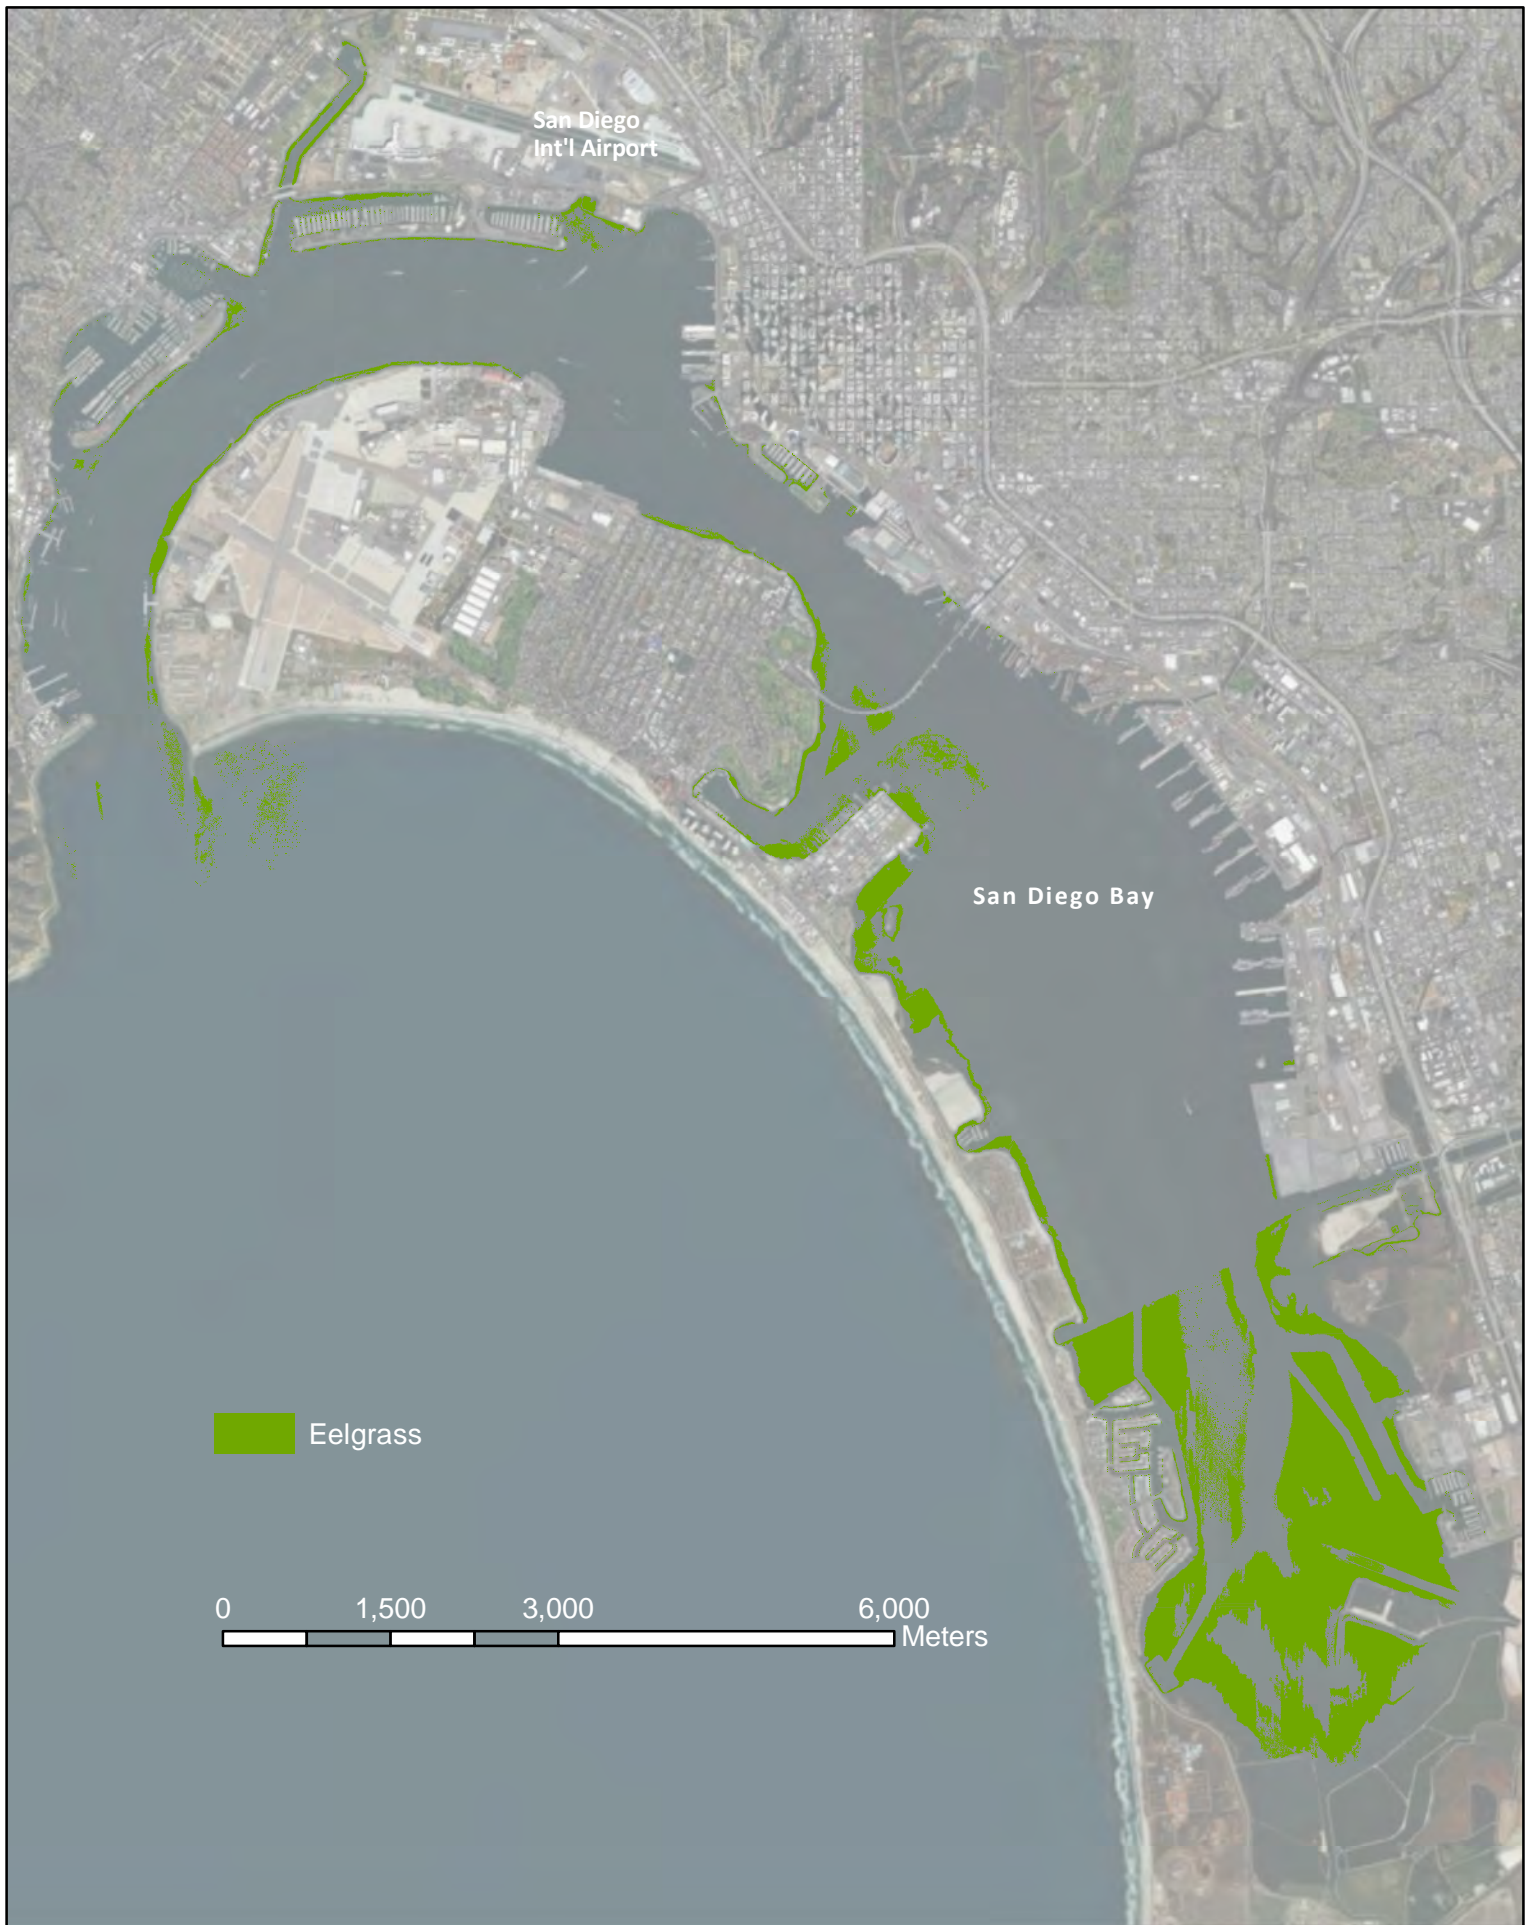 San Diego
Int'l Airport
San Diego Bay
Eelgrass
0 1,500 3,000 6,000
Meters